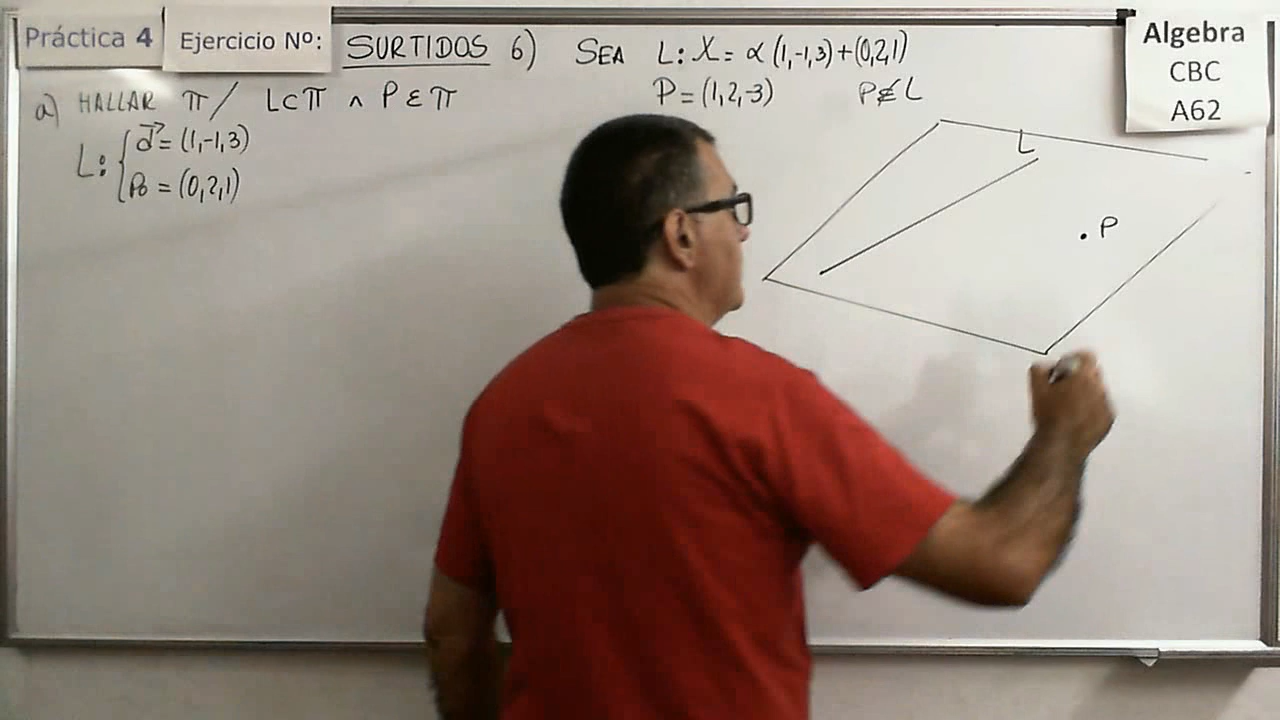 Práctica 4
Ejercicio Nº:
SURTIDOS 6) SEA L: X = α (1,-1,3) + (0,2,1)
P = (1,2,-3) P∉L
a) HALLAR π / L⊂π ∧ P ε π
L: { d⃗ = (1,-1,3)
P₀ = (0,2,1)
L
P
Algebra
CBC
A62